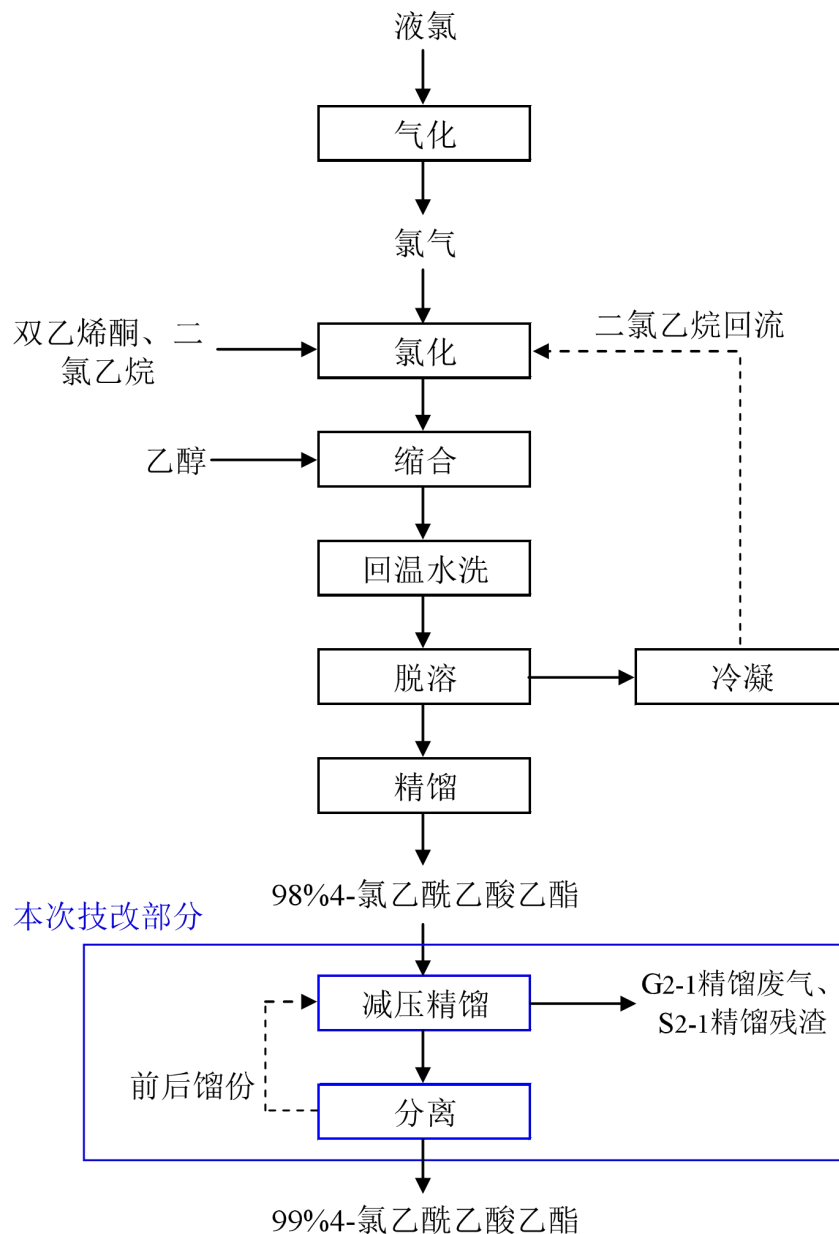 液氯
气化
氯气
双乙烯酮、二
氯乙烷
氯化
二氯乙烷回流
乙醇
缩合
回温水洗
脱溶
冷凝
精馏
98%4-氯乙酰乙酸乙酯
本次技改部分
减压精馏
G2-1精馏废气、
S2-1精馏残渣
前后馏份
分离
99%4-氯乙酰乙酸乙酯